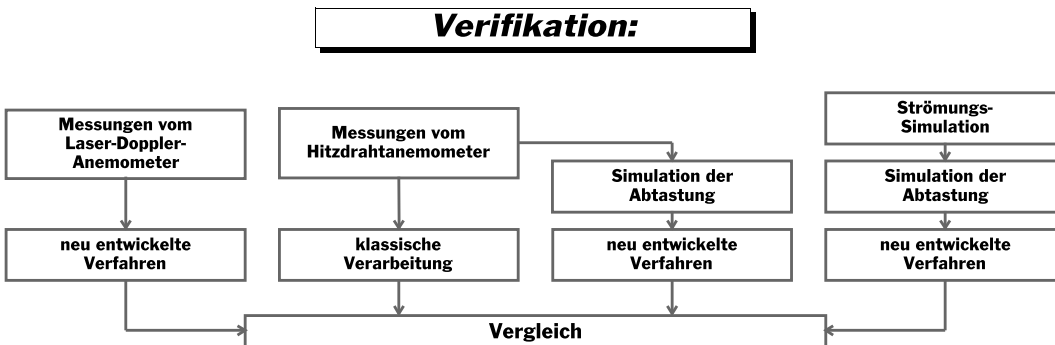 Verifikation:
Messungen vom
Laser-Doppler-
Anemometer
neu entwickelte
Verfahren
Messungen vom
Hitzdrahtanemometer
klassische
Verarbeitung
Simulation der
Abtastung
neu entwickelte
Verfahren
Strömungs-
Simulation
Simulation der
Abtastung
neu entwickelte
Verfahren
Vergleich